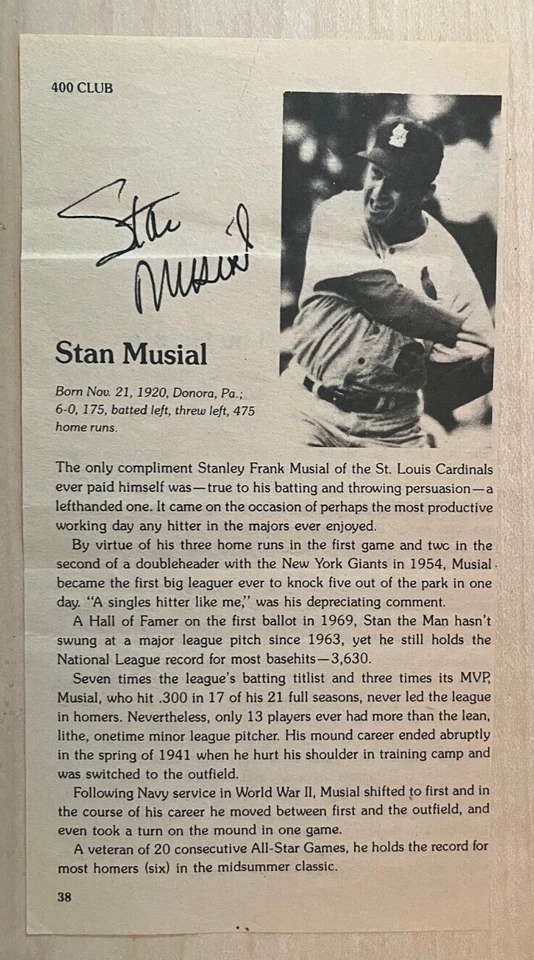 400 CLUB
Stan
Musial
Stan Musial
Born Nov. 21, 1920, Donora, Pa.;
6-0, 175, batted left, threw left, 475
home runs.
The only compliment Stanley Frank Musial of the St. Louis Cardinals
ever paid himself was—true to his batting and throwing persuasion—a
lefthanded one. It came on the occasion of perhaps the most productive
working day any hitter in the majors ever enjoyed.
By virtue of his three home runs in the first game and two in the
second of a doubleheader with the New York Giants in 1954, Musial
became the first big leaguer ever to knock five out of the park in one
day. “A singles hitter like me,” was his depreciating comment.
A Hall of Famer on the first ballot in 1969, Stan the Man hasn’t
swung at a major league pitch since 1963, yet he still holds the
National League record for most basehits—3,630.
Seven times the league’s batting titlist and three times its MVP,
Musial, who hit .300 in 17 of his 21 full seasons, never led the league
in homers. Nevertheless, only 13 players ever had more than the lean,
lithe, onetime minor league pitcher. His mound career ended abruptly
in the spring of 1941 when he hurt his shoulder in training camp and
was switched to the outfield.
Following Navy service in World War II, Musial shifted to first and in
the course of his career he moved between first and the outfield, and
even took a turn on the mound in one game.
A veteran of 20 consecutive All-Star Games, he holds the record for
most homers (six) in the midsummer classic.
38